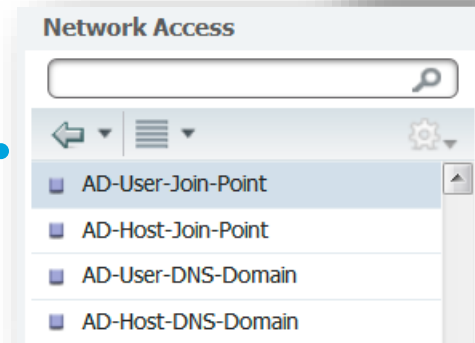 Network Access
AD-User-Join-Point
AD-Host-Join-Point
AD-User-DNS-Domain
AD-Host-DNS-Domain